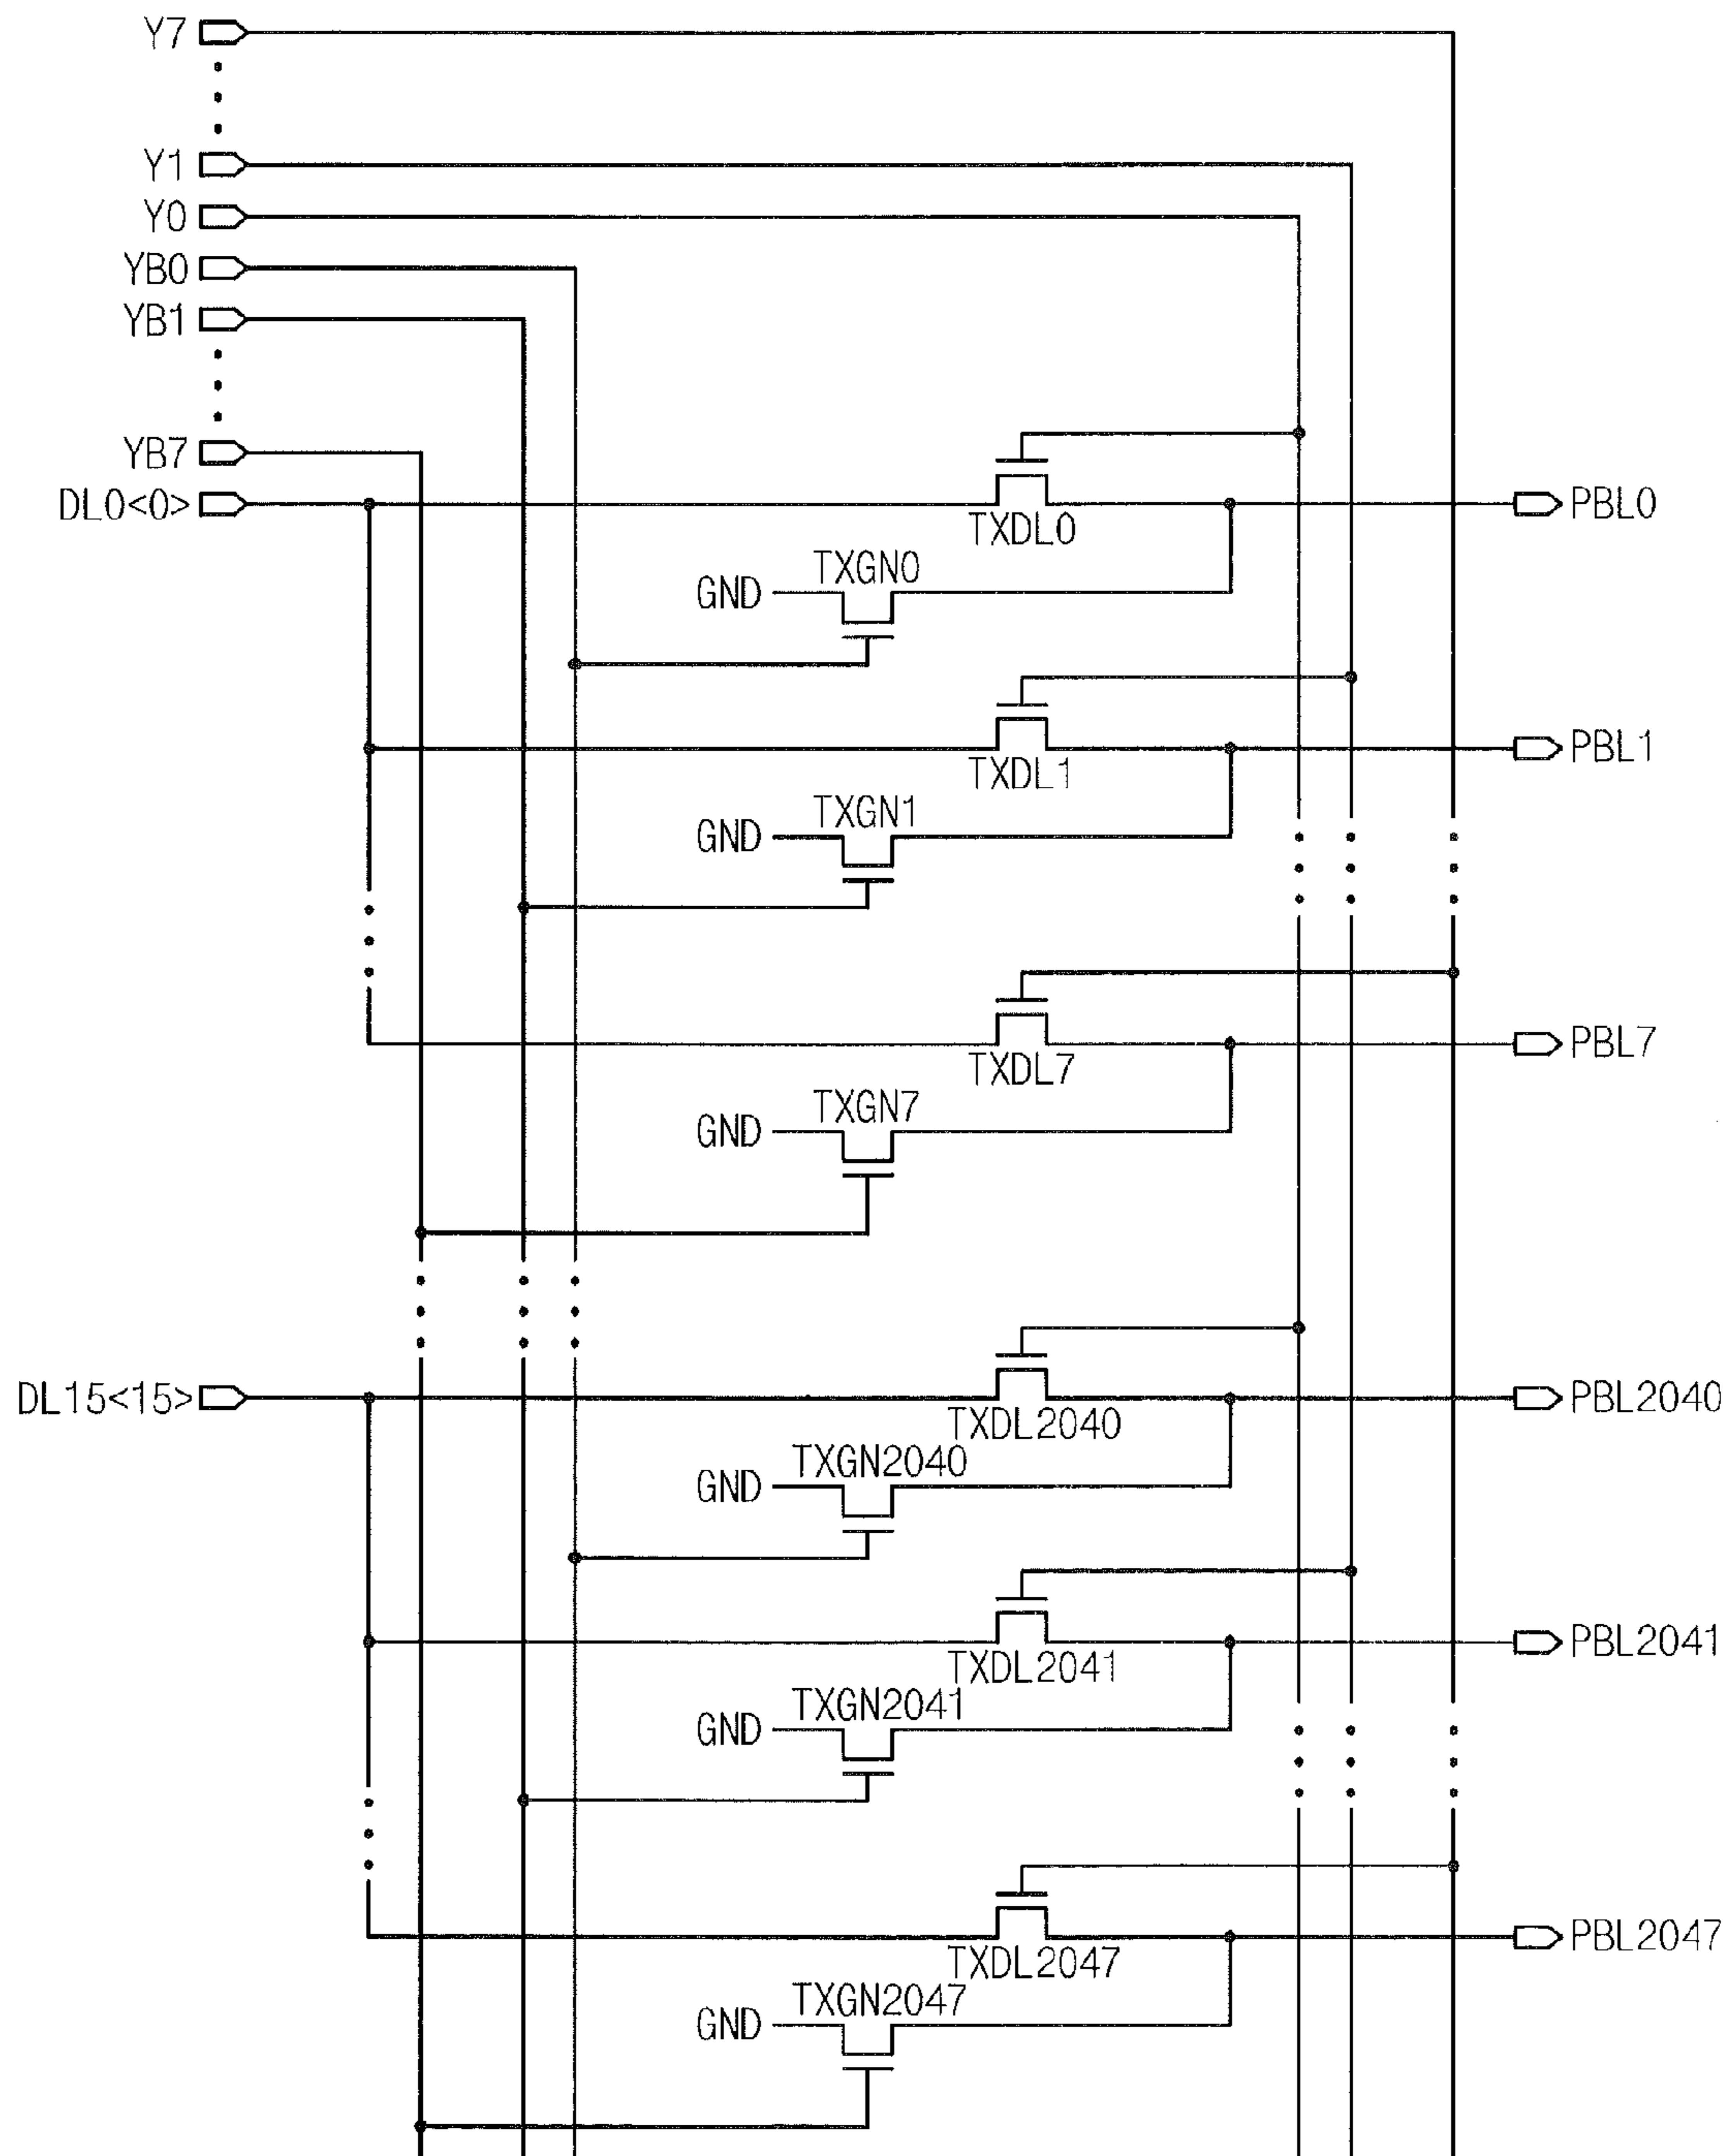 Y7
Y1
Y0
YB0
YB1
YB7
DL0<0>
TXDL0
PBL0
TXGN0
GND
TXDL1
PBL1
TXGN1
GND
TXDL7
PBL7
TXGN7
GND
DL15<15>
TXDL2040
PBL2040
TXGN2040
GND
TXDL2041
PBL2041
TXGN2041
GND
TXDL2047
PBL2047
TXGN2047
GND